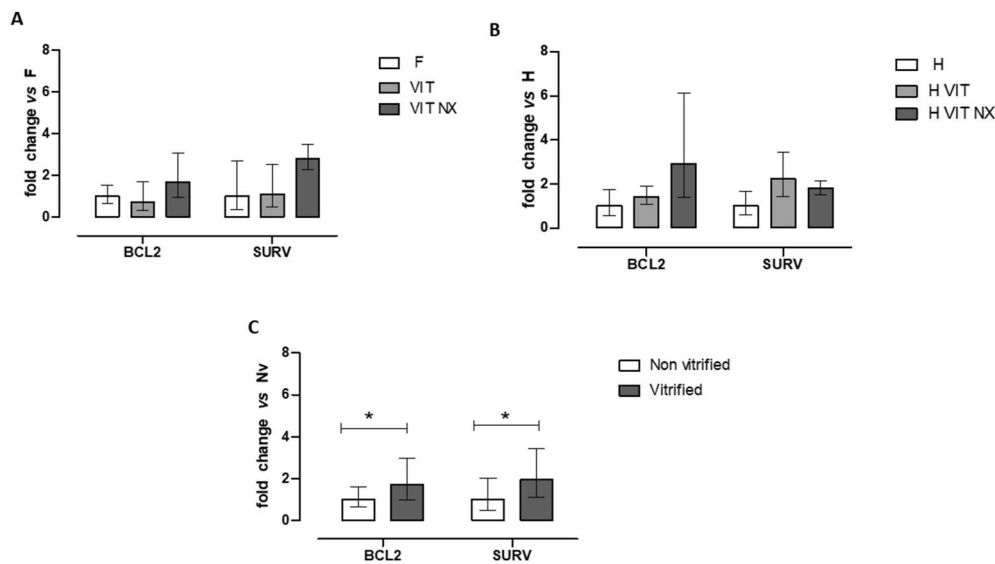 A
fold change vs F
8
6
4
2
0
BCL2
SURV
F
VIT
VIT NX
B
fold change vs H
8
6
4
2
0
BCL2
SURV
H
H VIT
H VIT NX
C
fold change vs Nv
8
6
4
2
0
*
*
BCL2
SURV
Non vitrified
Vitrified